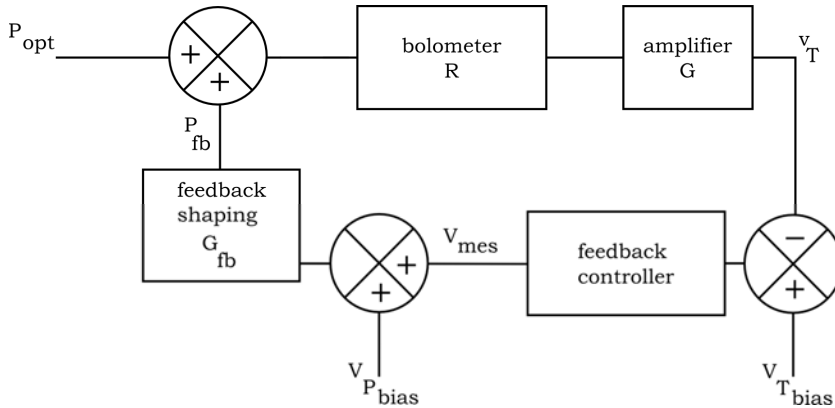 P opt
+
+
bolometer
R
amplifier
G
v T
P fb
feedback
shaping
G fb
+
+
V mes
feedback
controller
−
+
V P bias
V T bias